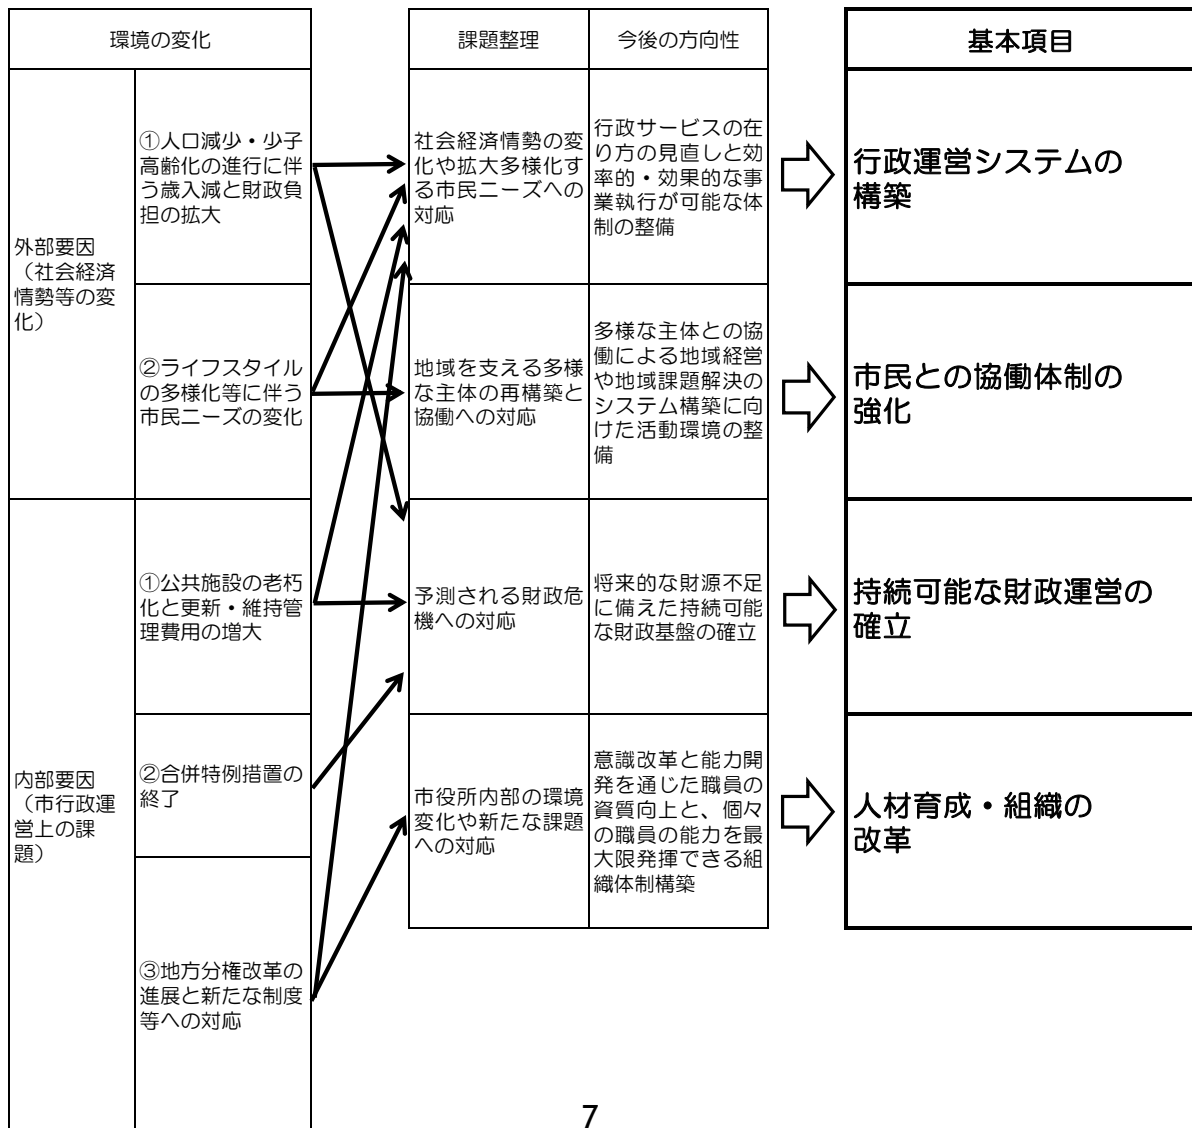 環境の変化
外部要因
（社会経済
情勢等の変
化）
①人口減少・少子
高齢化の進行に伴
う歳入減と財政負
担の拡大
②ライフスタイル
の多様化等に伴う
市民ニーズの変化
内部要因
（市行政運
営上の課
題）
①公共施設の老朽
化と更新・維持管
理費用の増大
②合併特例措置の
終了
③地方分権改革の
進展と新たな制度
等への対応
課題整理
今後の方向性
社会経済情勢の変
化や拡大多様化す
る市民ニーズへの
対応
行政サービスの在
り方の見直しと効
率的・効果的な事
業執行が可能な体
制の整備
地域を支える多様
な主体の再構築と
協働への対応
多様な主体との協
働による地域経営
や地域課題解決の
システム構築に向
けた活動環境の整
備
予測される財政危
機への対応
将来的な財源不足
に備えた持続可能
な財政基盤の確立
市役所内部の環境
変化や新たな課題
への対応
意識改革と能力開
発を通じた職員の
資質向上と、個々
の職員の能力を最
大限発揮できる組
織体制構築
基本項目
行政運営システムの
構築
市民との協働体制の
強化
持続可能な財政運営の
確立
人材育成・組織の
改革
7